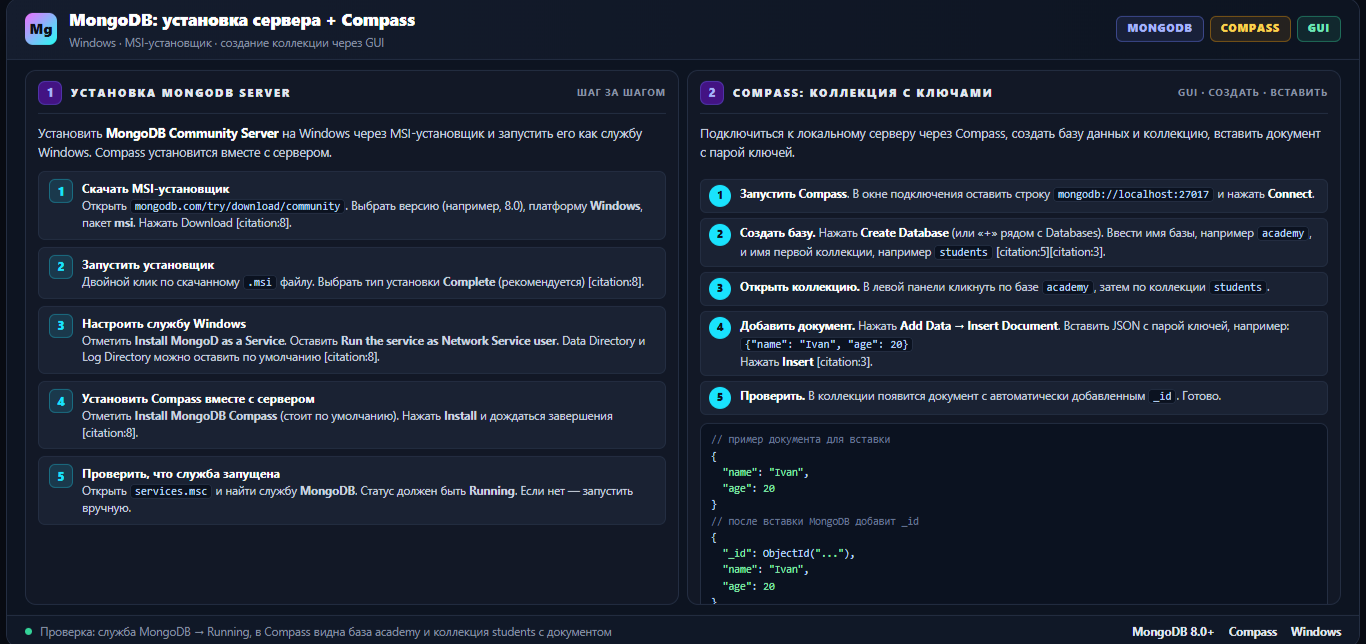 Mg
MongoDB: установка сервера + Compass
Windows · MSI-установщик · создание коллекции через GUI
MONGODB
COMPASS
GUI
1
УСТАНОВКА MONGODB SERVER
ШАГ ЗА ШАГОМ
Установить MongoDB Community Server на Windows через MSI-установщик и запустить его как службу
Windows. Compass установится вместе с сервером.
1
Скачать MSI-установщик
Открыть mongodb.com/try/download/community . Выбрать версию (например, 8.0), платформу Windows,
пакет msi. Нажать Download [citation:8].
2
Запустить установщик
Двойной клик по скачанному .msi файлу. Выбрать тип установки Complete (рекомендуется) [citation:8].
3
Настроить службу Windows
Отметить Install MongoD as a Service. Оставить Run the service as Network Service user. Data Directory и
Log Directory можно оставить по умолчанию [citation:8].
4
Установить Compass вместе с сервером
Отметить Install MongoDB Compass (стоит по умолчанию). Нажать Install и дождаться завершения
[citation:8].
5
Проверить, что служба запущена
Открыть services.msc и найти службу MongoDB. Статус должен быть Running. Если нет — запустить
вручную.
2
COMPASS: КОЛЛЕКЦИЯ С КЛЮЧАМИ
GUI · СОЗДАТЬ · ВСТАВИТЬ
Подключиться к локальному серверу через Compass, создать базу данных и коллекцию, вставить документ
с парой ключей.
1
Запустить Compass. В окне подключения оставить строку mongodb://localhost:27017 и нажать Connect.
2
Создать базу. Нажать Create Database (или «+» рядом с Databases). Ввести имя базы, например academy ,
и имя первой коллекции, например students [citation:5][citation:3].
3
Открыть коллекцию. В левой панели кликнуть по базе academy , затем по коллекции students .
4
Добавить документ. Нажать Add Data → Insert Document. Вставить JSON с парой ключей, например:
{"name": "Ivan", "age": 20}
Нажать Insert [citation:3].
5
Проверить. В коллекции появится документ с автоматически добавленным _id . Готово.
// пример документа для вставки
{
"name": "Ivan",
"age": 20
}
// после вставки MongoDB добавит _id
{
"_id": ObjectId("..."),
"name": "Ivan",
"age": 20
}
Проверка: служба MongoDB → Running, в Compass видна база academy и коллекция students с документом
MongoDB 8.0+
Compass
Windows